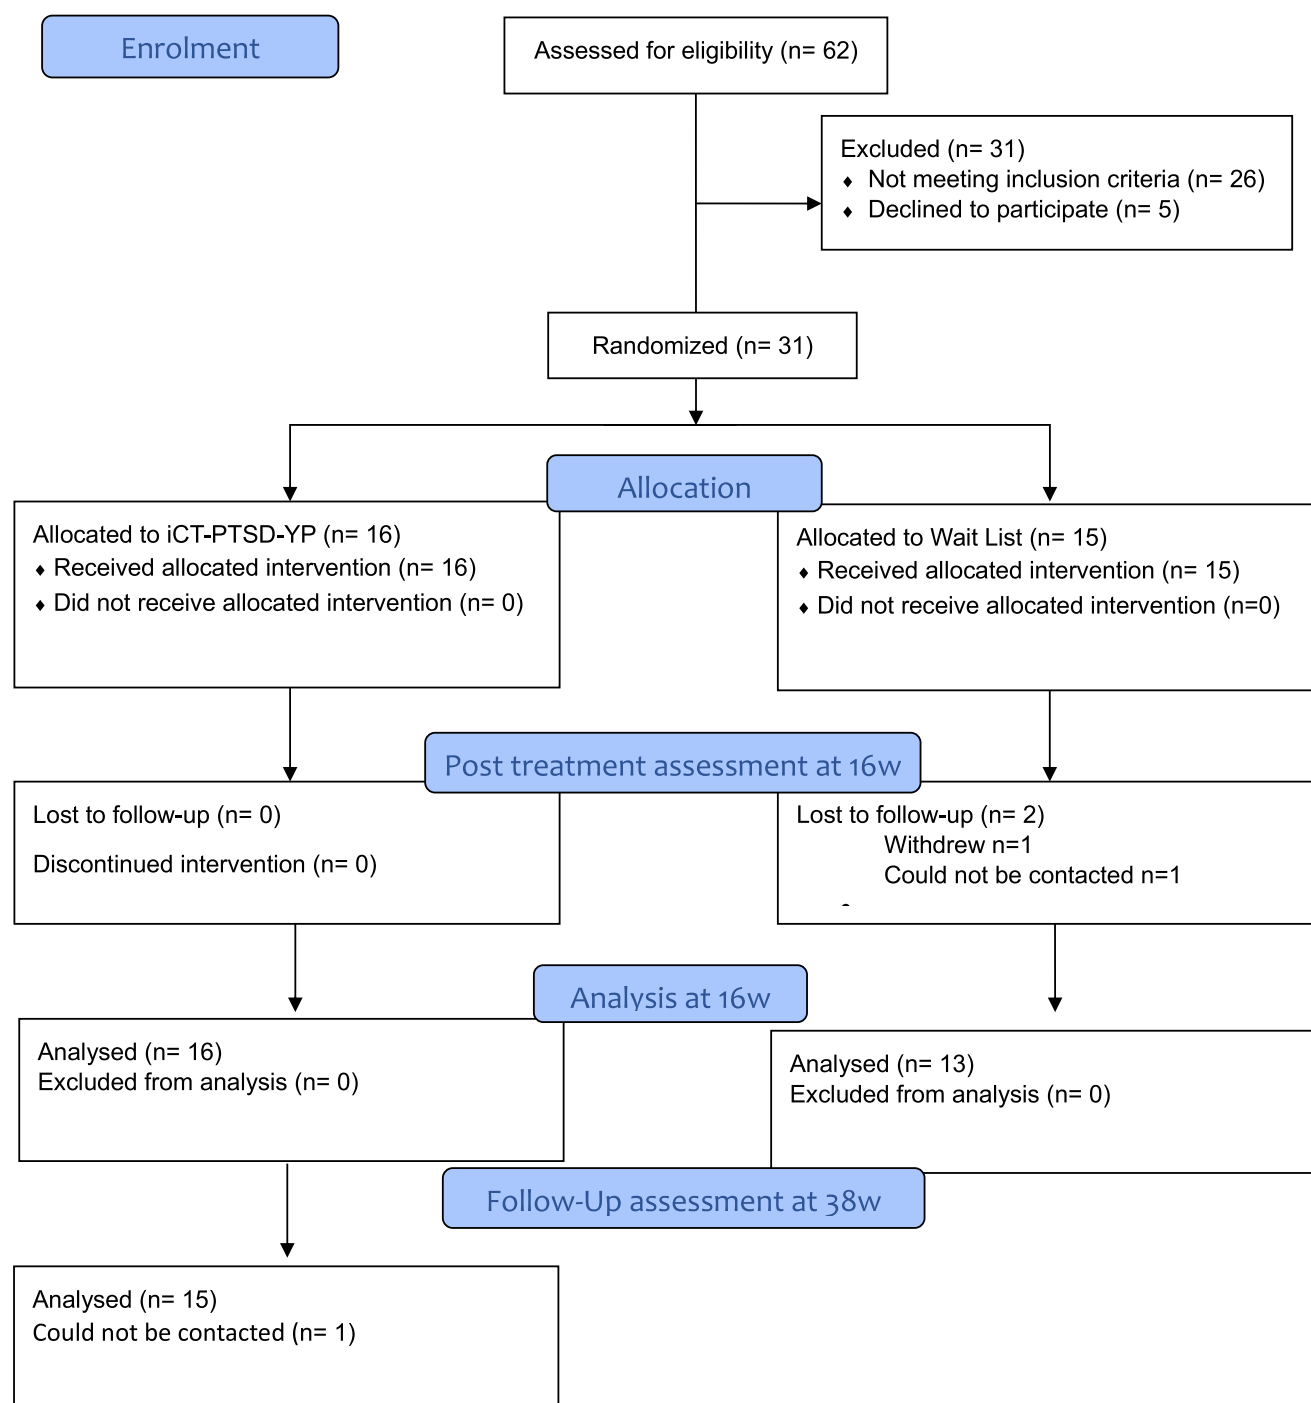 Enrolment
Assessed for eligibility (n= 62)
Excluded (n= 31)
⬧ Not meeting inclusion criteria (n= 26)
⬧ Declined to participate (n= 5)
Randomized (n= 31)
Allocation
Allocated to iCT-PTSD-YP (n= 16)
⬧ Received allocated intervention (n= 16)
⬧ Did not receive allocated intervention (n= 0)
Allocated to Wait List (n= 15)
⬧ Received allocated intervention (n= 15)
⬧ Did not receive allocated intervention (n=0)
Post treatment assessment at 16w
Lost to follow-up (n= 0)
Discontinued intervention (n= 0)
Lost to follow-up (n= 2)
Withdrew n=1
Could not be contacted n=1
Analysis at 16w
Analysed (n= 16)
Excluded from analysis (n= 0)
Analysed (n= 13)
Excluded from analysis (n= 0)
Follow-Up assessment at 38w
Analysed (n= 15)
Could not be contacted (n= 1)